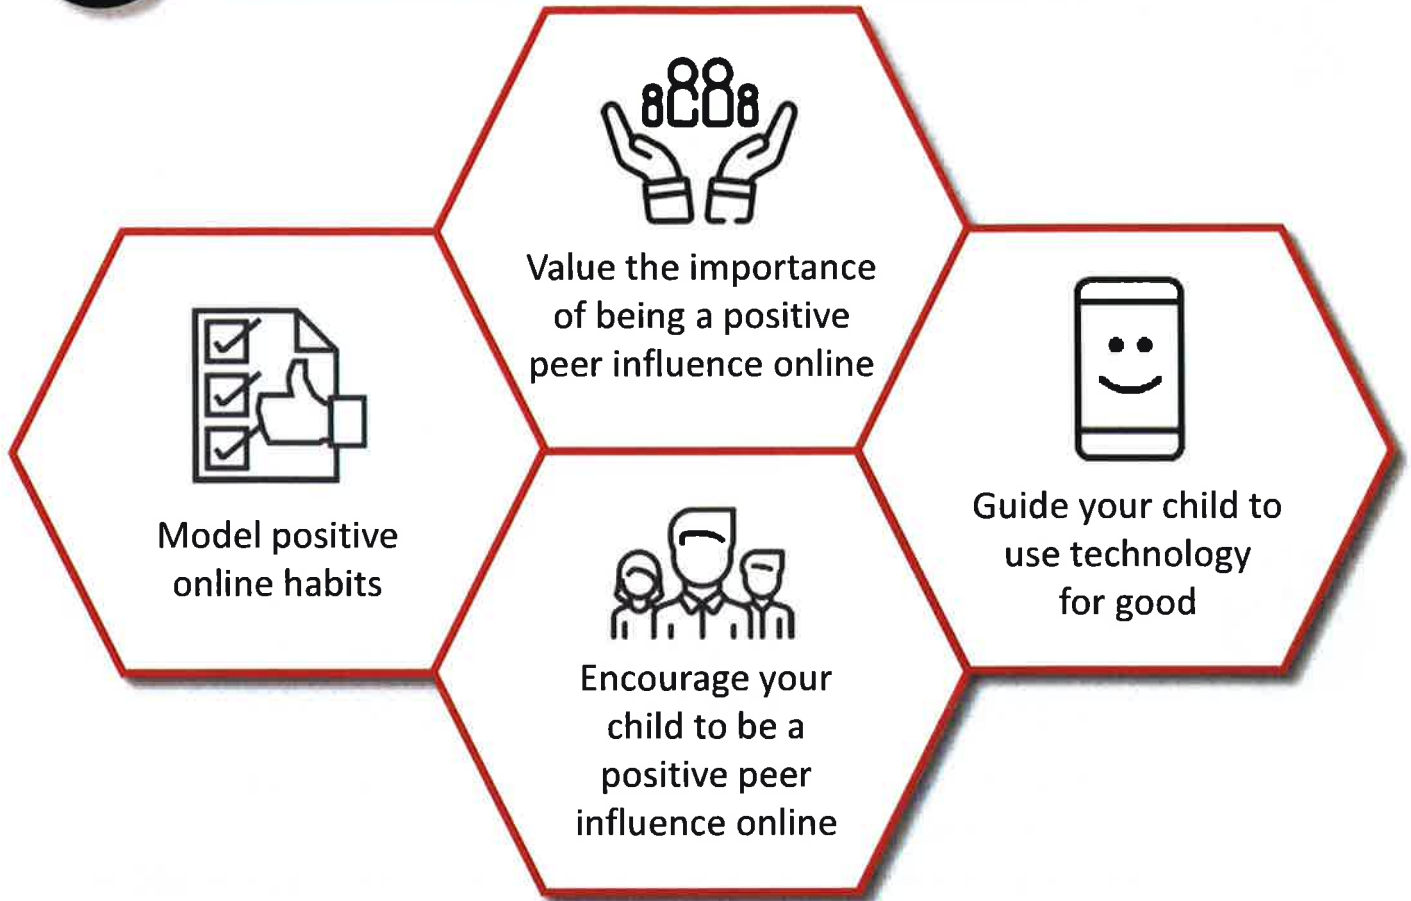 Value the importance
of being a positive
peer influence online
Model positive
online habits
Guide your child to
use technology
for good
Encourage your
child to be a
positive peer
influence online